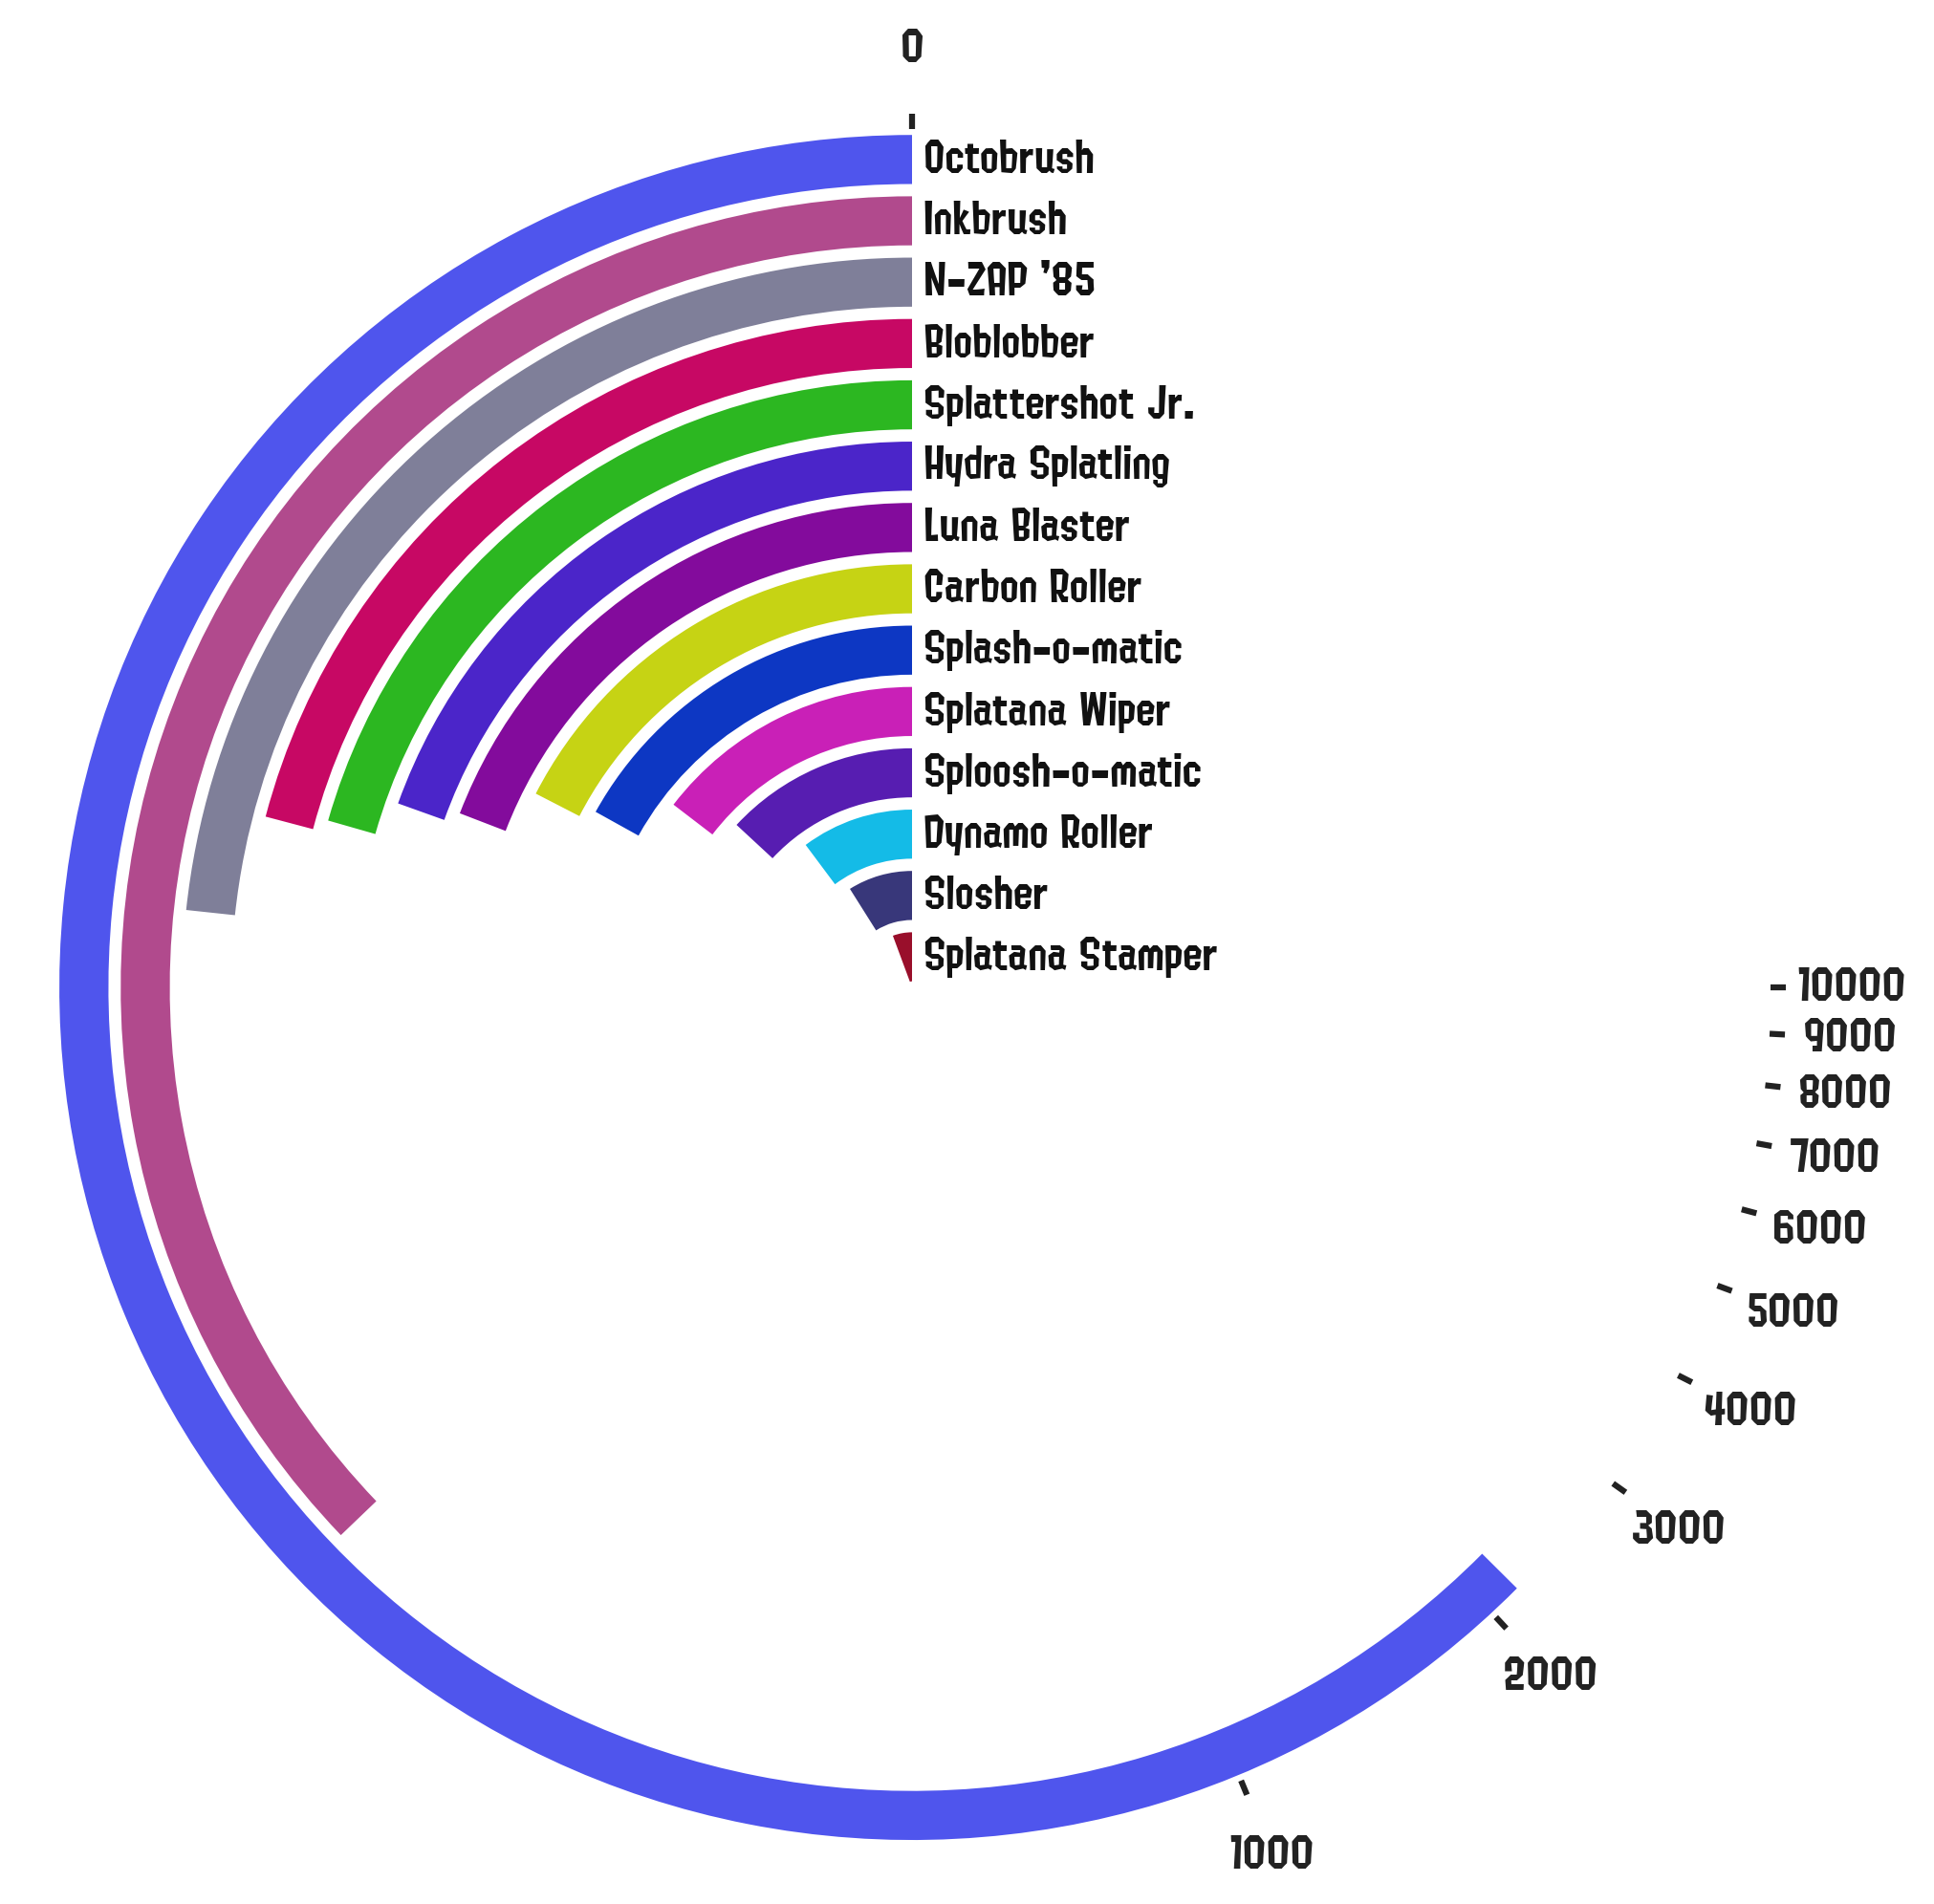 0
Octobrush
Inkbrush
N-ZAP '85
Bloblobber
Splattershot Jr.
Hydra Splatling
Luna Blaster
Carbon Roller
Splash-o-matic
Splatana Wiper
Sploosh-o-matic
Dynamo Roller
Slosher
Splatana Stamper
10000
9000
8000
7000
6000
5000
4000
3000
2000
1000